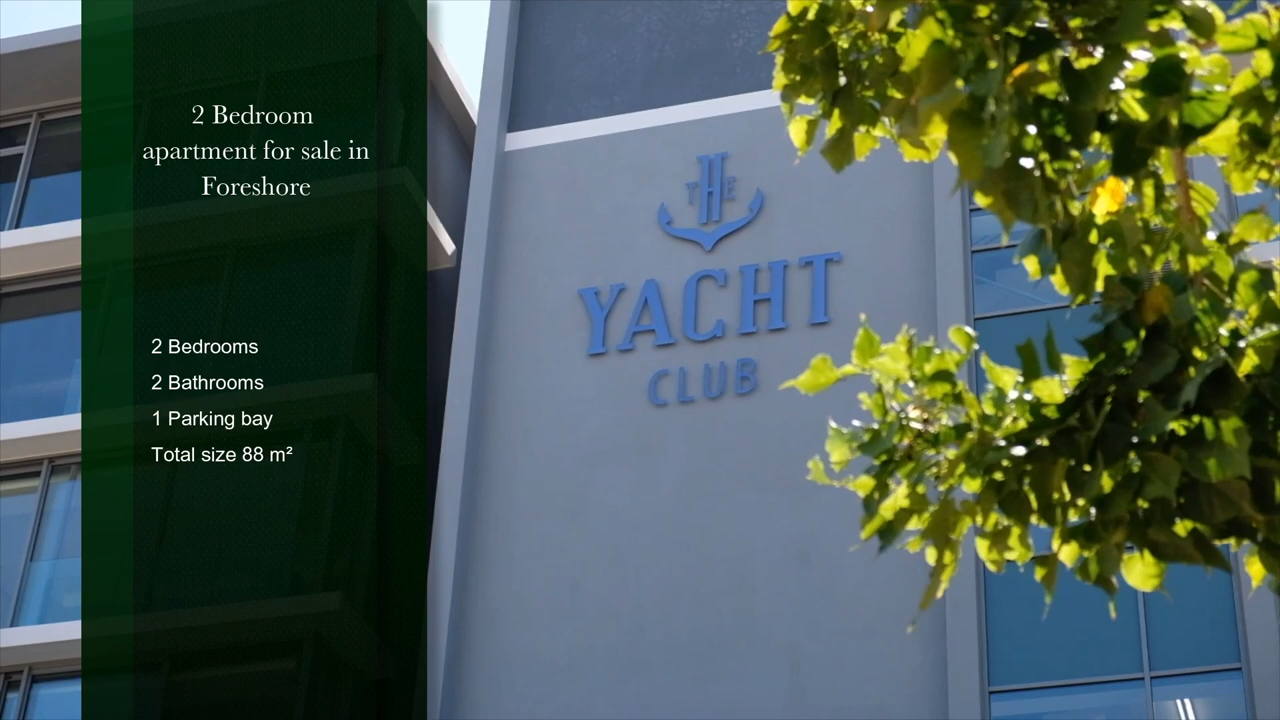 2 Bedroom
apartment for sale in
Foreshore
2 Bedrooms
2 Bathrooms
1 Parking bay
Total size 88 m²
THE
YACHT
CLUB